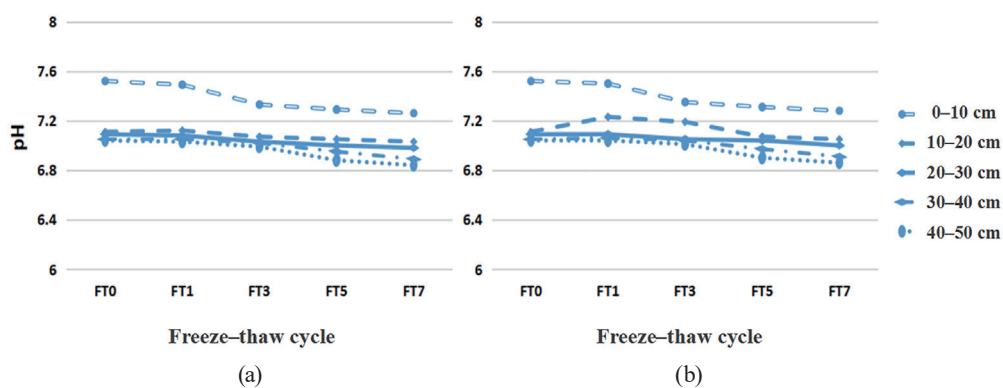 8
7.6
7.2
6.8
6.4
6
pH
FT0 FT1 FT3 FT5 FT7
Freeze–thaw cycle
(a)
8
7.6
7.2
6.8
6.4
6
FT0 FT1 FT3 FT5 FT7
Freeze–thaw cycle
(b)
0–10 cm
10–20 cm
20–30 cm
30–40 cm
40–50 cm